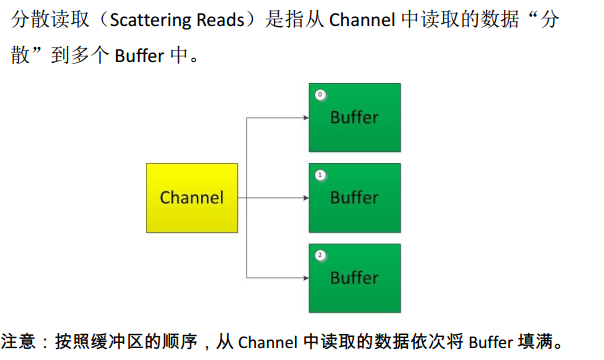 分散读取（Scattering Reads）是指从 Channel 中读取的数据“分
散”到多个 Buffer 中。
0
Buffer
Channel
1
Buffer
2
Buffer
注意：按照缓冲区的顺序，从 Channel 中读取的数据依次将 Buffer 填满。